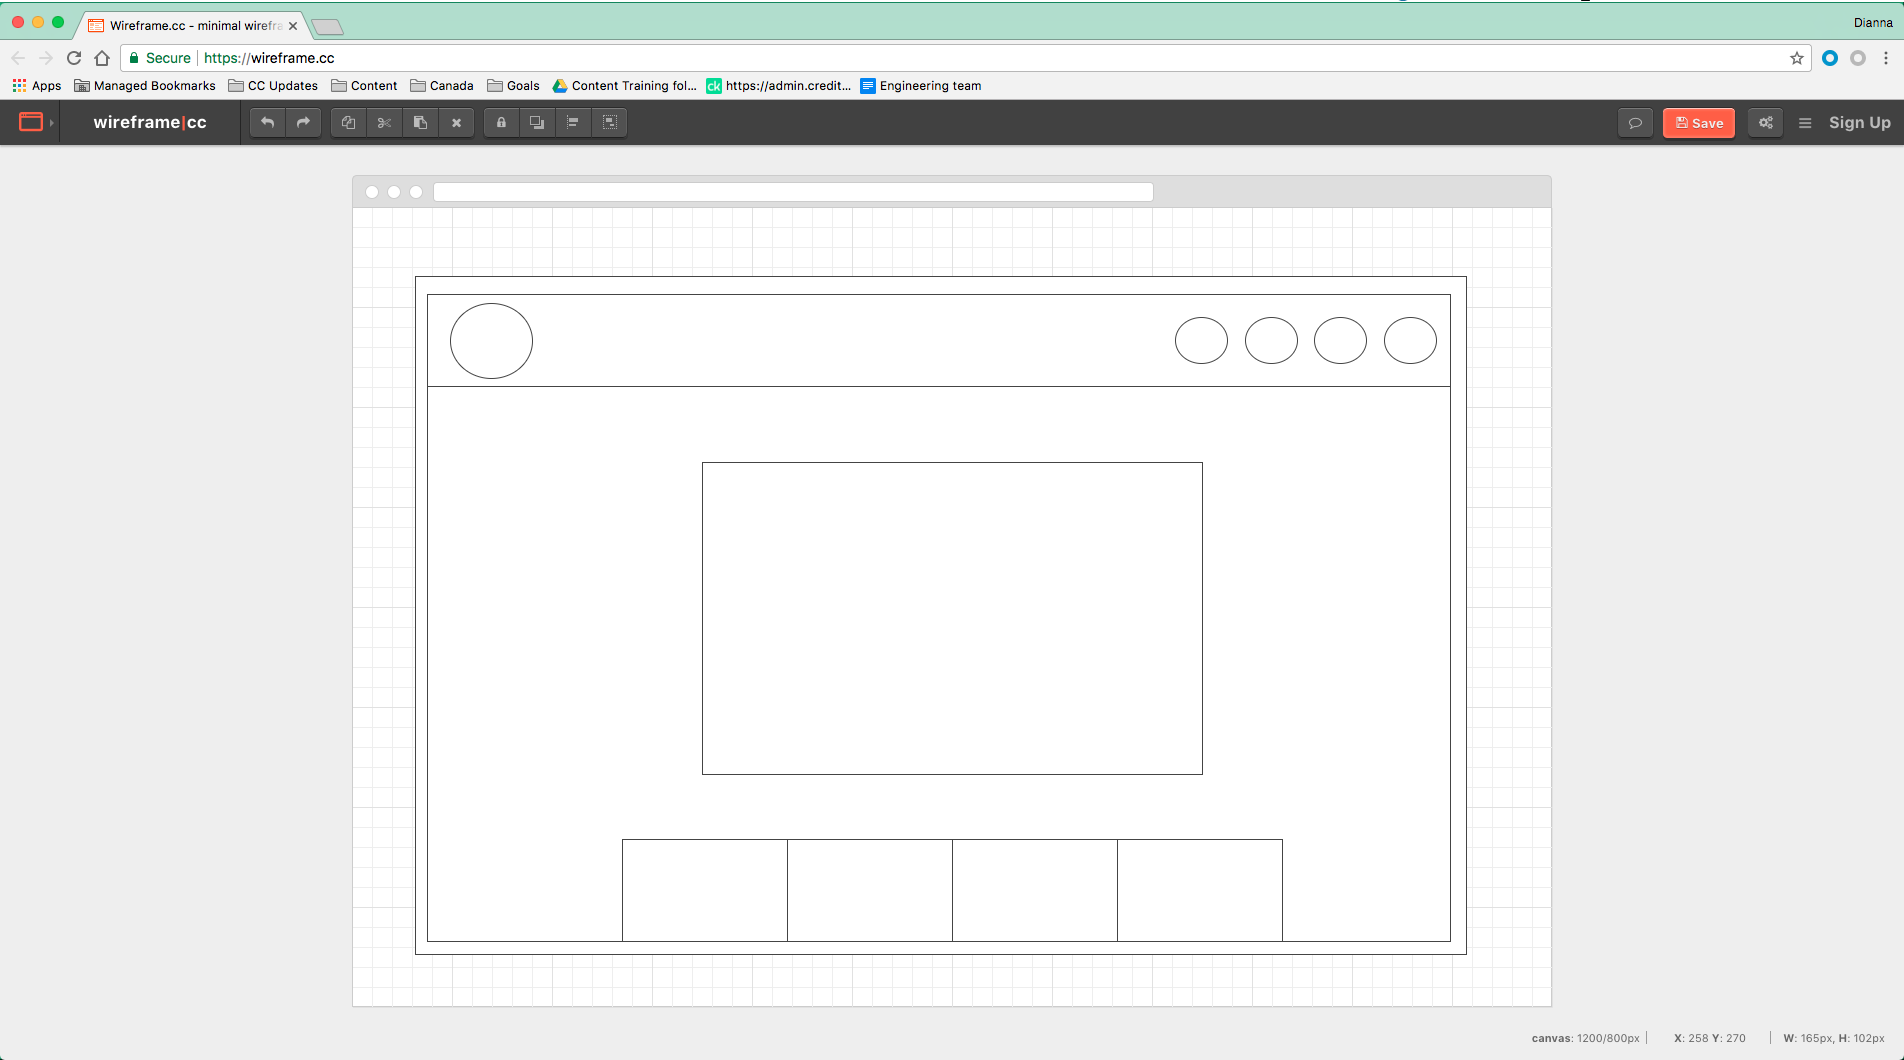 Wireframe.cc - minimal wirefra
Dianna
Secure https://wireframe.cc
Apps Managed Bookmarks CC Updates Content Canada Goals Content Training fol... ck https://admin.credit... Engineering team
wireframe|cc Save Sign Up
canvas: 1200/800px X: 258 Y: 270 W: 165px, H: 102px